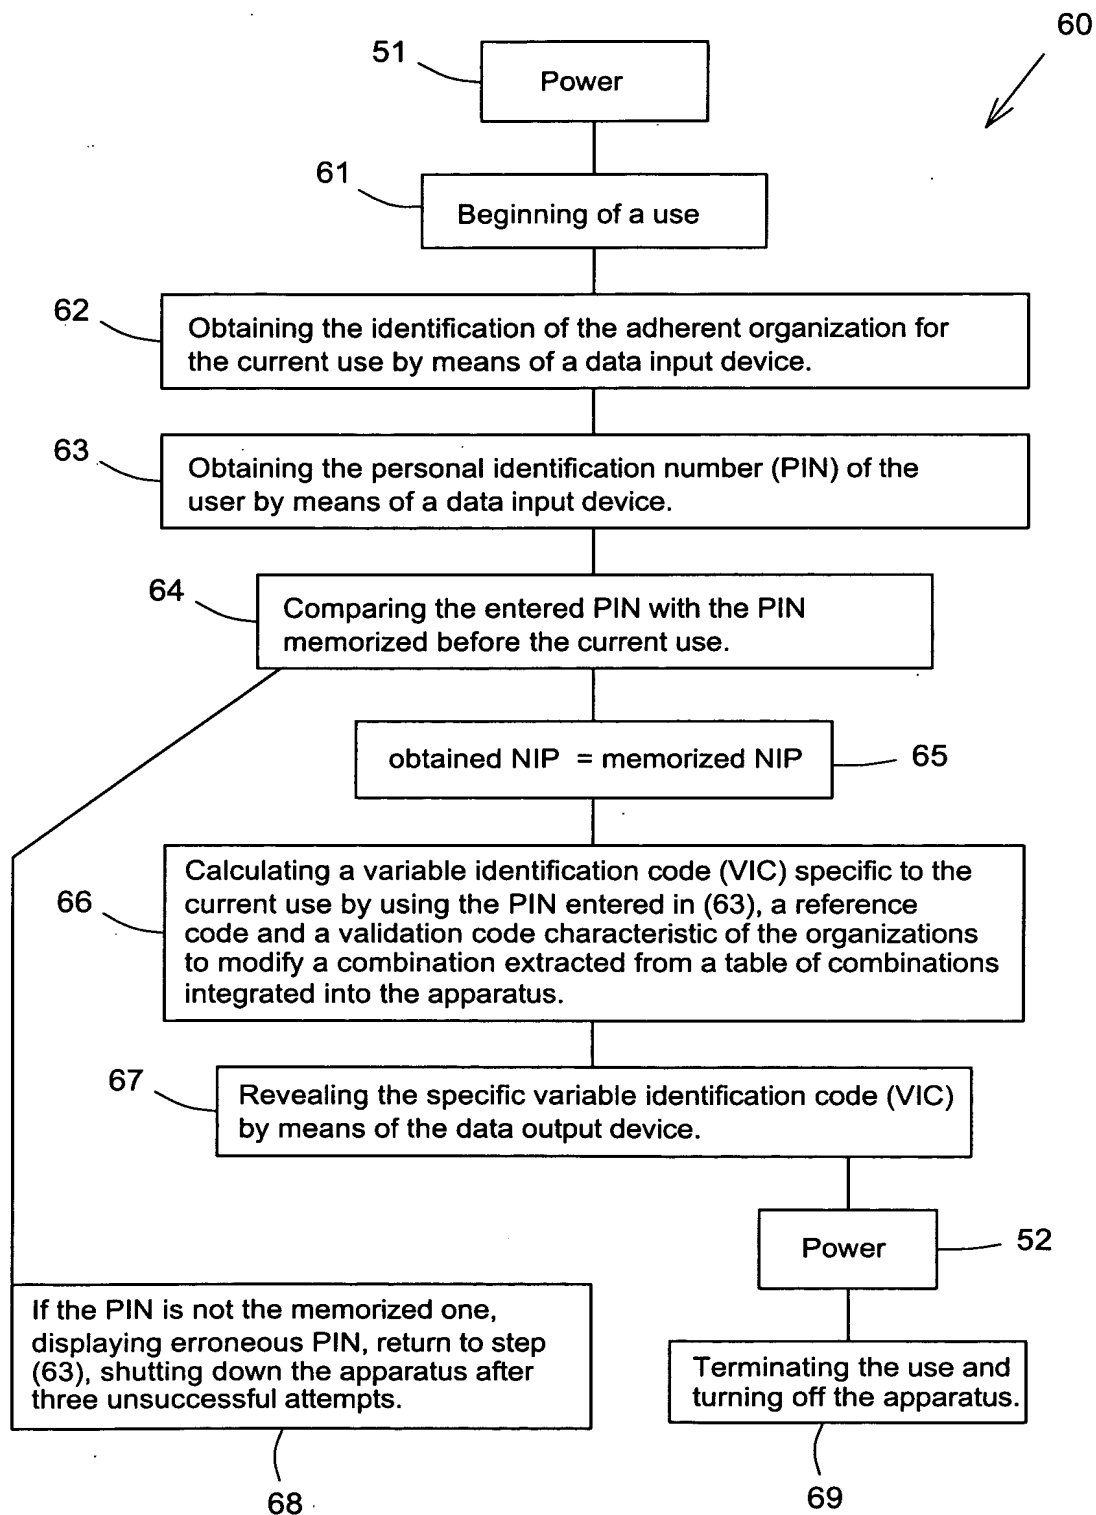 60
51
Power
61
Beginning of a use
62
Obtaining the identification of the adherent organization for
the current use by means of a data input device.
63
Obtaining the personal identification number (PIN) of the
user by means of a data input device.
64
Comparing the entered PIN with the PIN
memorized before the current use.
obtained NIP = memorized NIP
65
66
Calculating a variable identification code (VIC) specific to the
current use by using the PIN entered in (63), a reference
code and a validation code characteristic of the organizations
to modify a combination extracted from a table of combinations
integrated into the apparatus.
67
Revealing the specific variable identification code (VIC)
by means of the data output device.
Power
52
If the PIN is not the memorized one,
displaying erroneous PIN, return to step
(63), shutting down the apparatus after
three unsuccessful attempts.
68
Terminating the use and
turning off the apparatus.
69